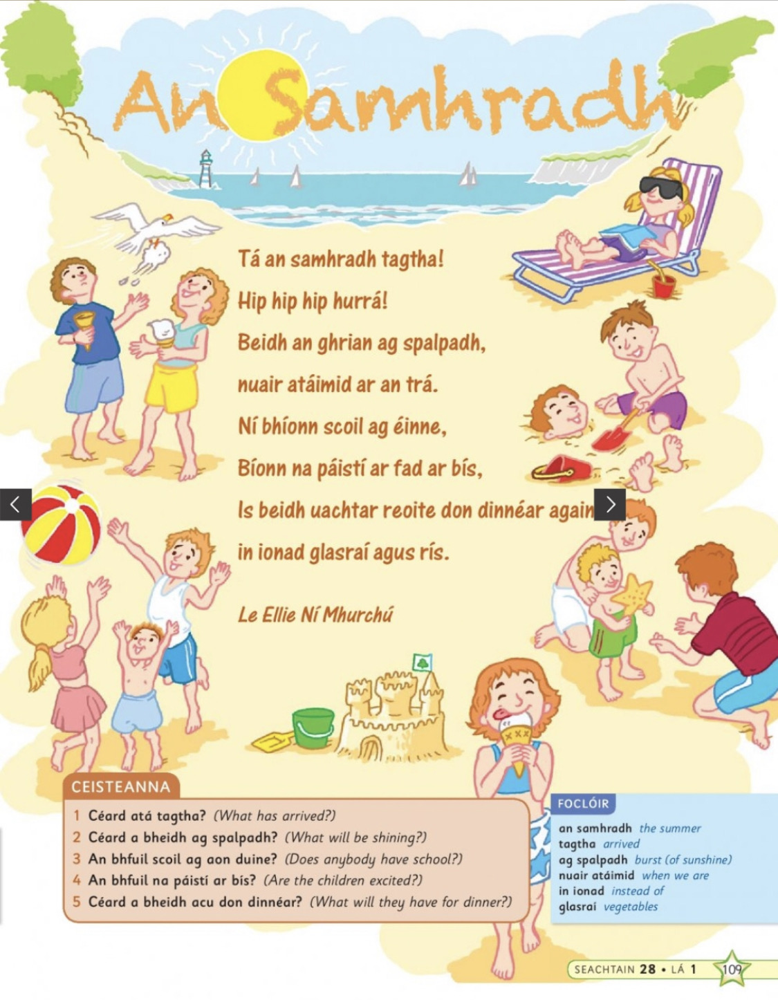 An Samhradh
Tá an samhradh tagtha!
Hip hip hip hurrá!
Beidh an ghrian ag spalpadh,
nuair atáimid ar an trá.
Ní bhíonn scoil ag éinne,
Bíonn na páistí ar fad ar bís,
Is beidh uachtar reoite don dinnéar again
in ionad glasraí agus rís.
Le Ellie Ní Mhurchú
CEISTEANNA
1 Céard atá tagtha? (What has arrived?)
2 Céard a bheidh ag spalpadh? (What will be shining?)
3 An bhfuil scoil ag aon duine? (Does anybody have school?)
4 An bhfuil na páistí ar bís? (Are the children excited?)
5 Céard a bheidh acu don dinnéar? (What will they have for dinner?)
FOCLÓIR
an samhradh the summer
tagtha arrived
ag spalpadh burst (of sunshine)
nuair atáimid when we are
in ionad instead of
glasraí vegetables
SEACHTAIN 28 • LÁ 1 109